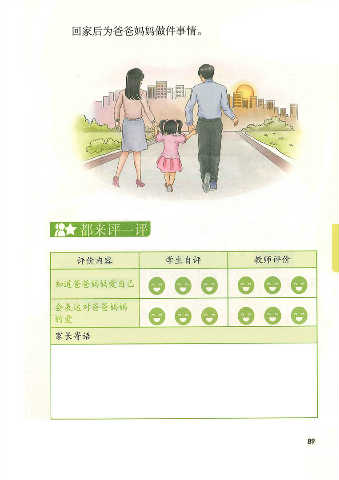 回家后为爸爸妈妈做件事情。
都来评一评
评价内容 学生自评 教师评价
知道爸爸妈妈爱自己
会表达对爸爸妈妈
的爱
家长寄语
89